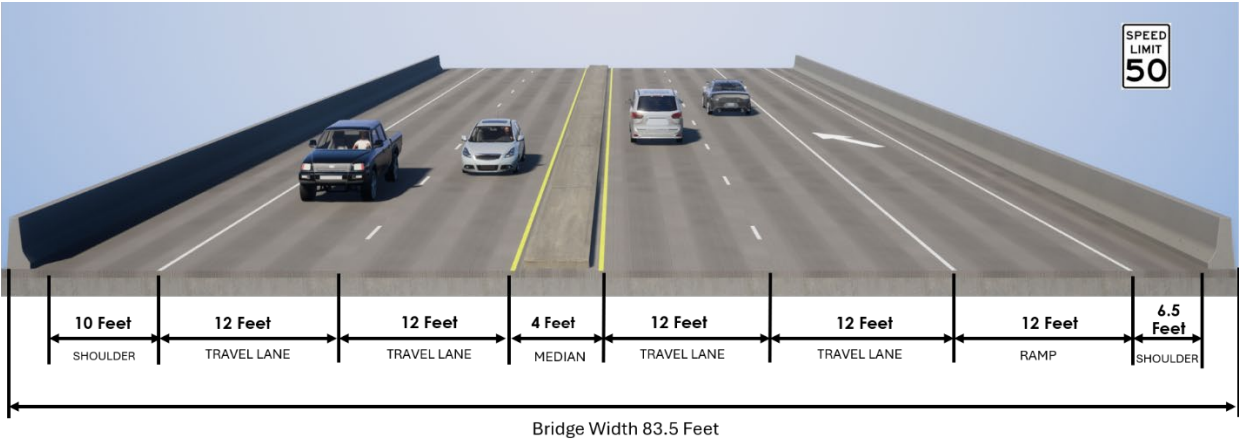 SPEED
LIMIT
50
10 Feet
12 Feet
12 Feet
4 Feet
12 Feet
12 Feet
12 Feet
6.5
Feet
SHOULDER
TRAVEL LANE
TRAVEL LANE
MEDIAN
TRAVEL LANE
TRAVEL LANE
RAMP
SHOULDER
Bridge Width 83.5 Feet